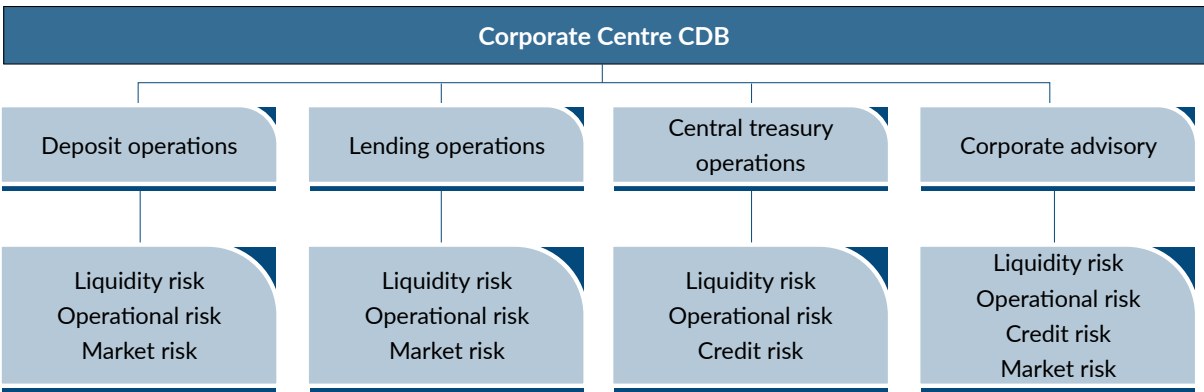 Corporate Centre CDB
Deposit operations
Lending operations
Central treasury
operations
Corporate advisory
Liquidity risk
Operational risk
Market risk
Liquidity risk
Operational risk
Market risk
Liquidity risk
Operational risk
Credit risk
Liquidity risk
Operational risk
Credit risk
Market risk